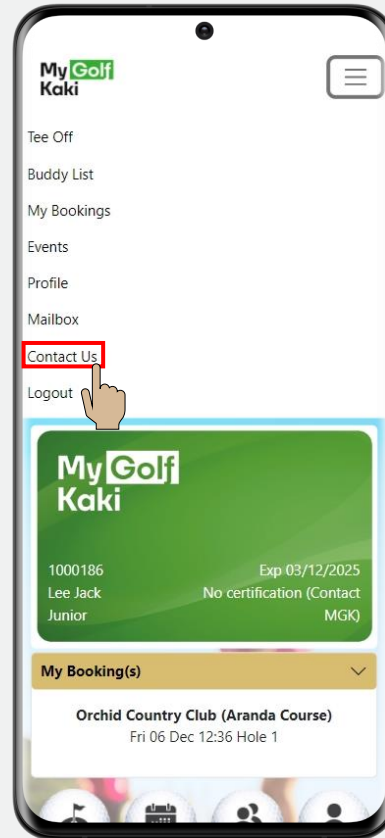 My Golf
Kaki
Tee Off
Buddy List
My Bookings
Events
Profile
Mailbox
Contact Us
Logout
My Golf
Kaki
1000186 Exp 03/12/2025
Lee Jack No certification (Contact
Junior MGK)
My Booking(s)
Orchid Country Club (Aranda Course)
Fri 06 Dec 12:36 Hole 1